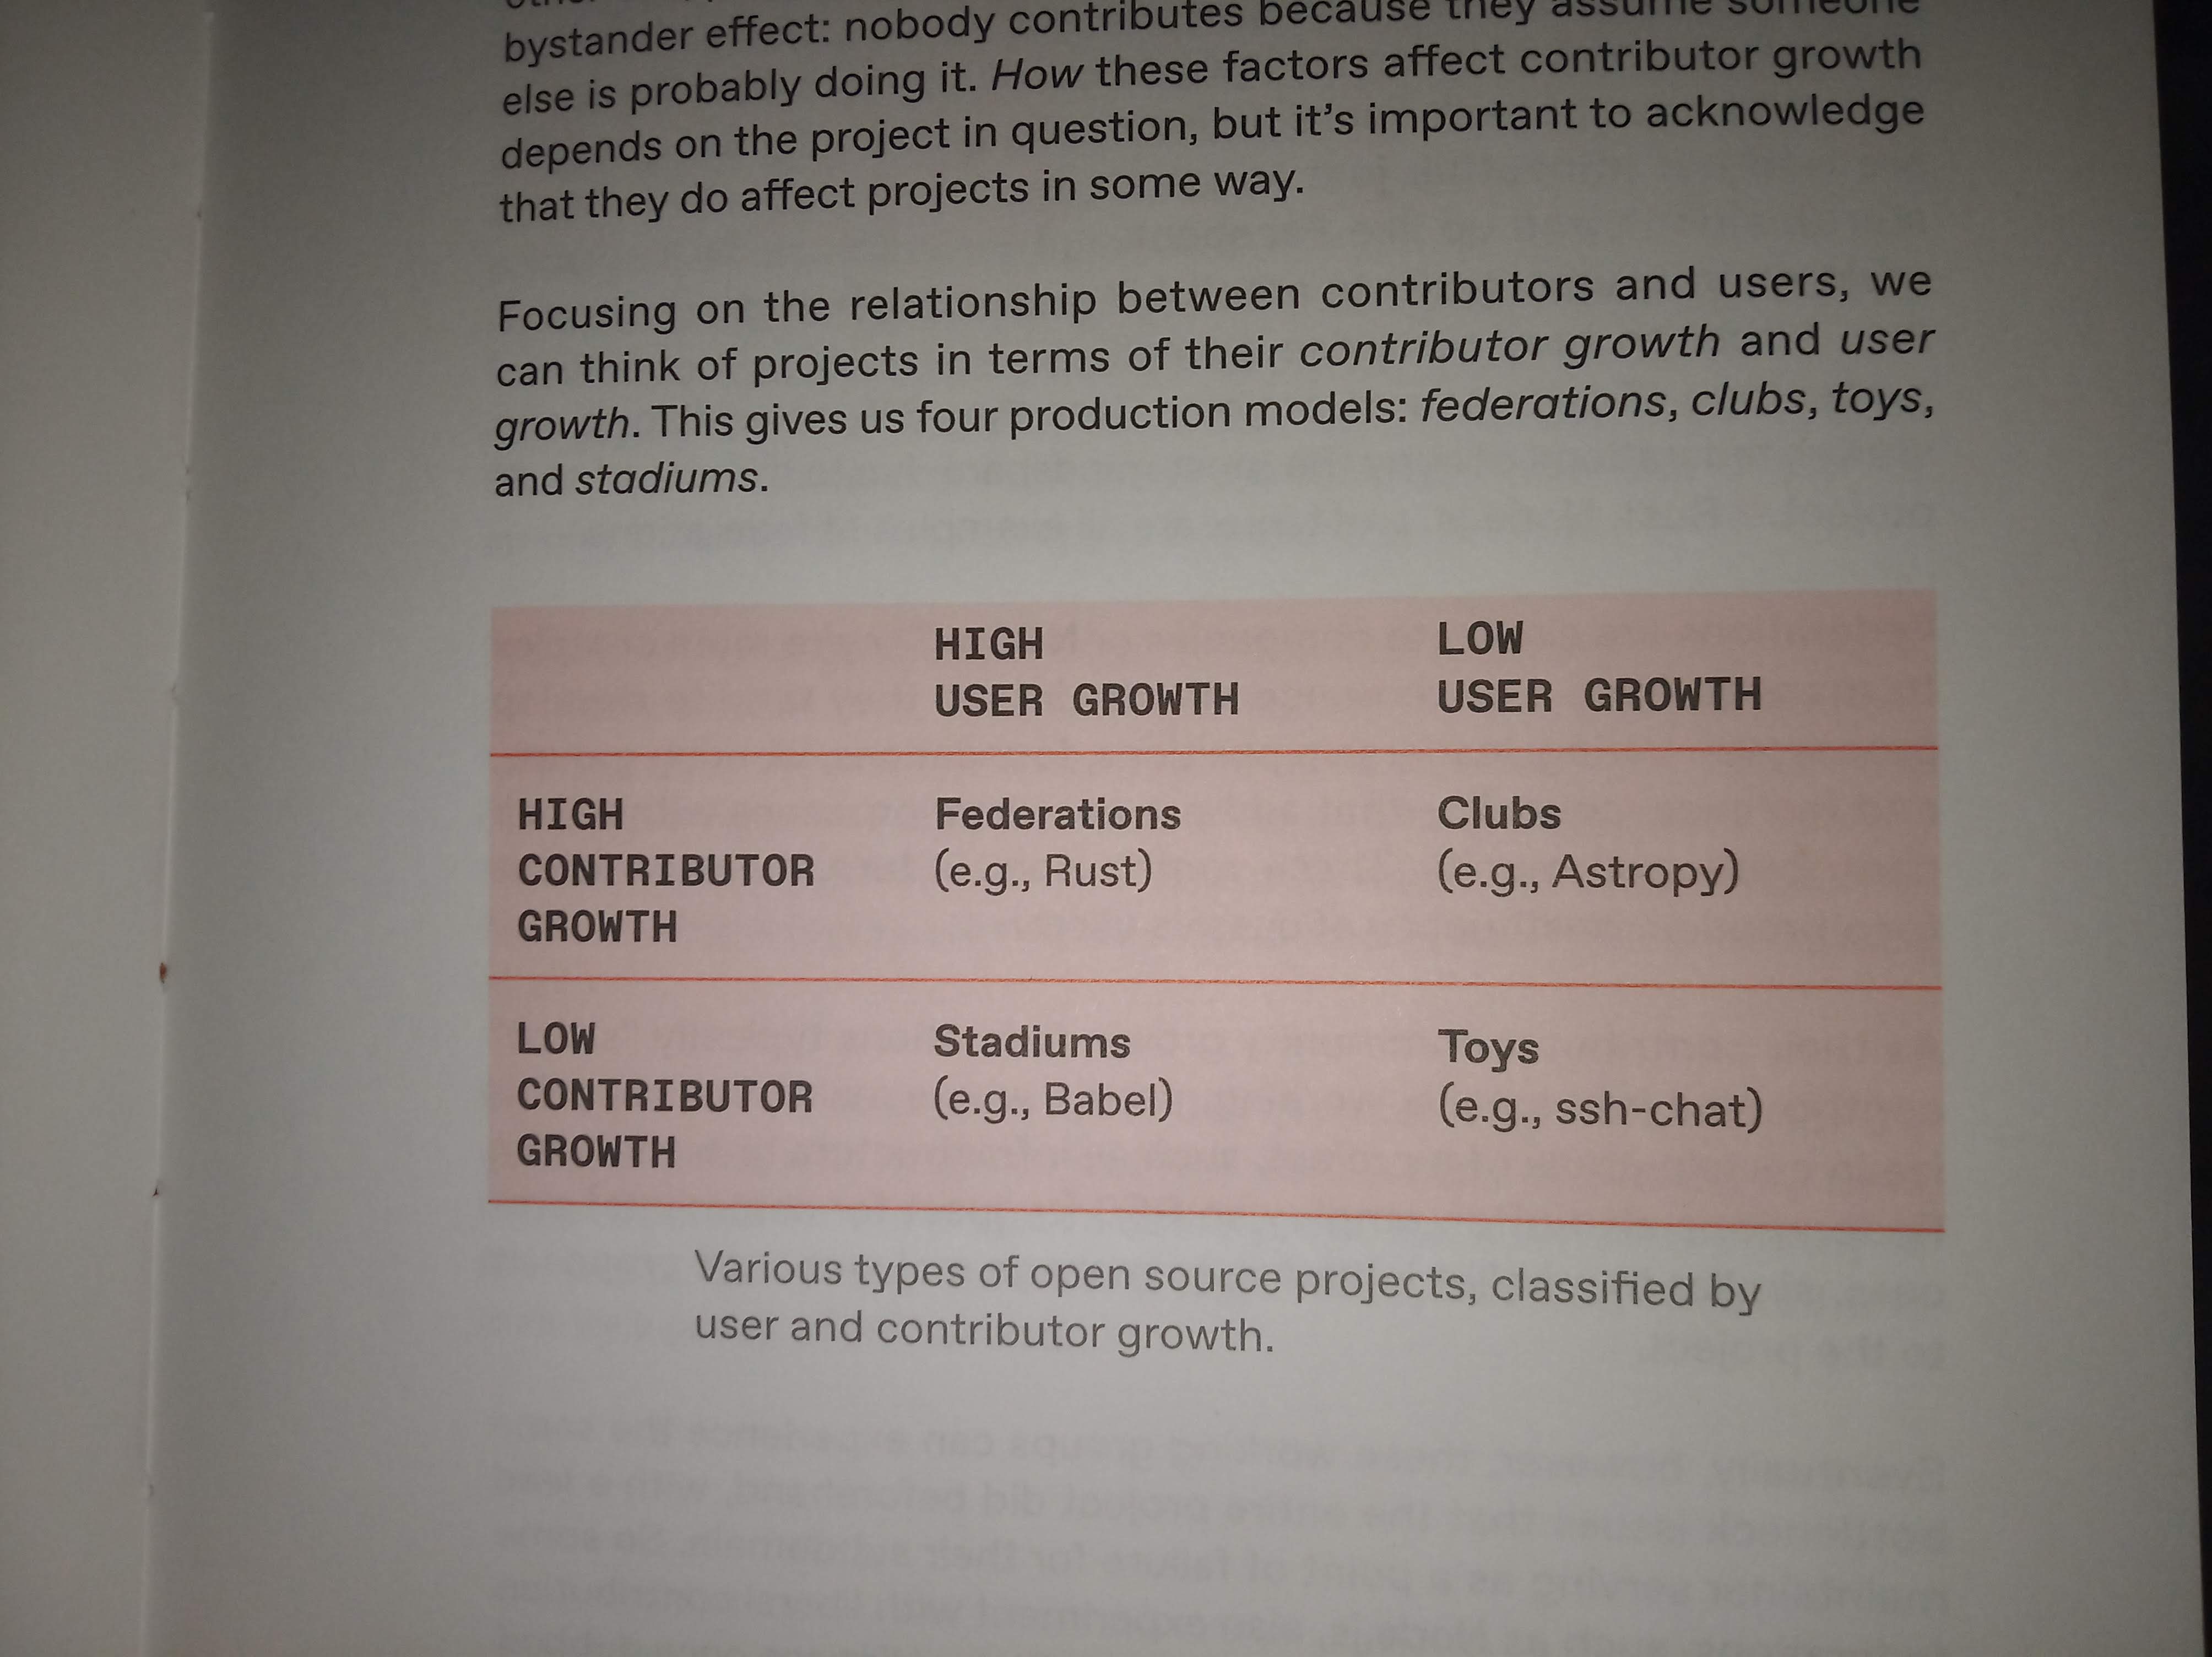 bystander effect: nobody contributes because they assume someone
else is probably doing it. How these factors affect contributor growth
depends on the project in question, but it's important to acknowledge
that they do affect projects in some way.
Focusing on the relationship between contributors and users, we
can think of projects in terms of their contributor growth and user
growth. This gives us four production models: federations, clubs, toys,
and stadiums.
HIGH
USER GROWTH
LOW
USER GROWTH
HIGH
CONTRIBUTOR
GROWTH
Federations
(e.g., Rust)
Clubs
(e.g., Astropy)
LOW
CONTRIBUTOR
GROWTH
Stadiums
(e.g., Babel)
Toys
(e.g., ssh-chat)
Various types of open source projects, classified by
user and contributor growth.